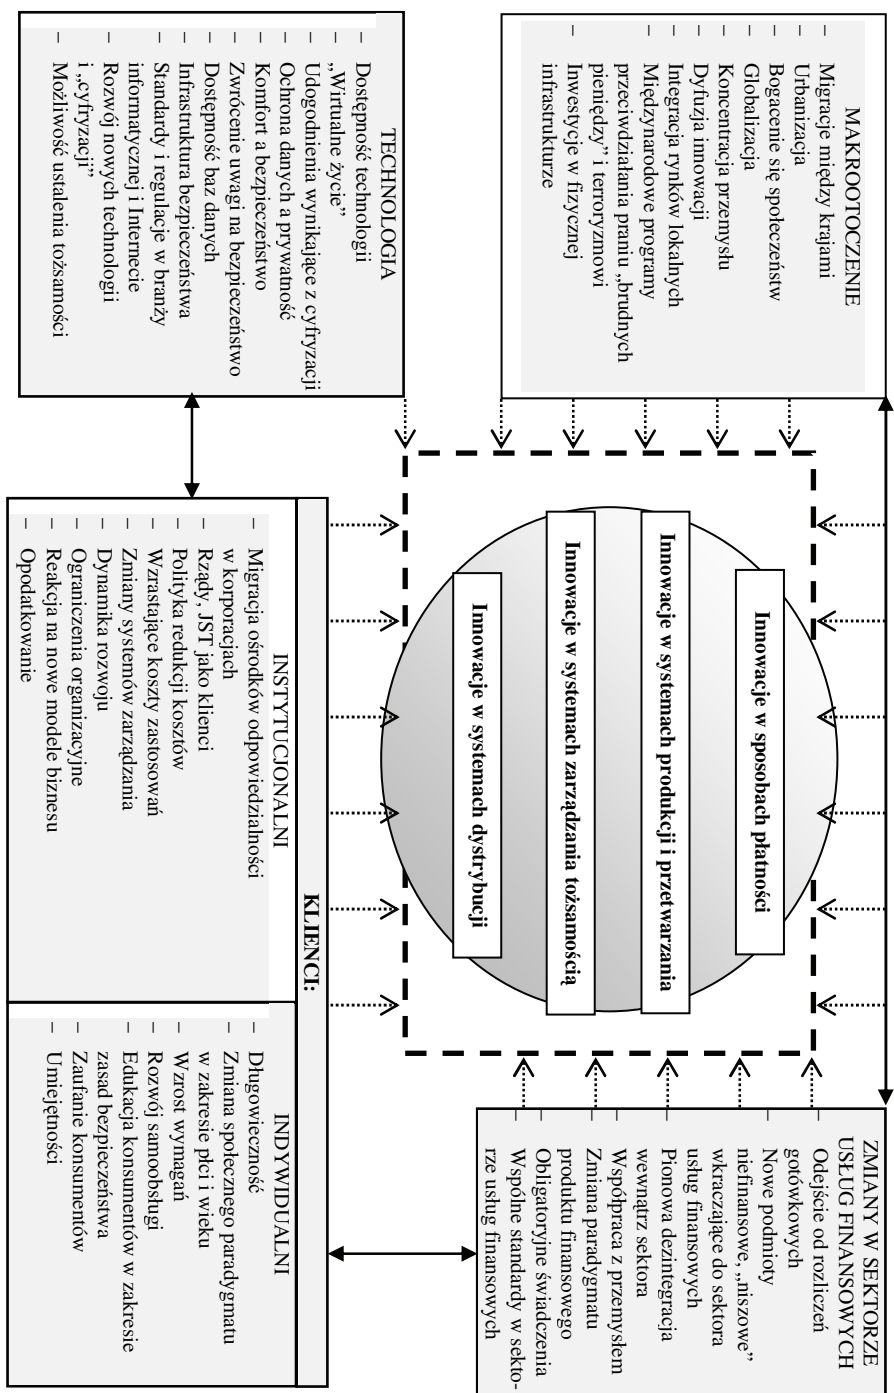 MAKROOTOCZENIE
– Migracje między krajami
– Urbanizacja
– Bogacenie się społeczeństw
– Globalizacja
– Koncentracja przemysłu
– Dyfuzja innowacji
– Integracja rynków lokalnych
– Międzynarodowe programy
przeciwdziałania praniu „brudnych
pieniędzy” i terroryzmowi
– Inwestycje w fizycznej
infrastrukturze
ZMIANY W SEKTORZE
USŁUG FINANSOWYCH
– Odejście od rozliczeń
gotówkowych
– Nowe podmioty
niefinansowe, „niszowe”
wkraczające do sektora
usług finansowych
– Pionowa dezintegracja
wewnątrz sektora
– Współpraca z przemysłem
– Zmiana paradygmatu
produktu finansowego
– Obligatoryjne świadczenia
– Wspólne standardy w sekto-
rze usług finansowych
Innowacje w sposobach płatności
Innowacje w systemach produkcji i przetwarzania
Innowacje w systemach zarządzania tożsamością
Innowacje w systemach dystrybucji
TECHNOLOGIA
– Dostępność technologii
– „Wirtualne życie”
– Udogodnienia wynikające z cyfryzacji
– Ochrona danych a prywatność
– Komfort a bezpieczeństwo
– Zwrócenie uwagi na bezpieczeństwo
– Dostępność baz danych
– Infrastruktura bezpieczeństwa
– Standardy i regulacje w branży
informatycznej i Internecie
– Rozwój nowych technologii
i „cyfryzacji”
– Możliwość ustalenia tożsamości
KLIENCI:
INSTYTUCJONALNI
– Migracja ośrodków odpowiedzialności
w korporacjach
– Rządy, JST jako klienci
– Polityka redukcji kosztów
– Wzrastające koszty zastosowań
– Zmiany systemów zarządzania
– Dynamika rozwoju
– Ograniczenia organizacyjne
– Reakcja na nowe modele biznesu
– Opodatkowanie
INDYWIDUALNI
– Długowieczność
– Zmiana społecznego paradygmatu
w zakresie płci i wieku
– Wzrost wymagań
– Rozwój samoobsługi
– Edukacja konsumentów w zakresie
zasad bezpieczeństwa
– Zaufanie konsumentów
– Umiejętności